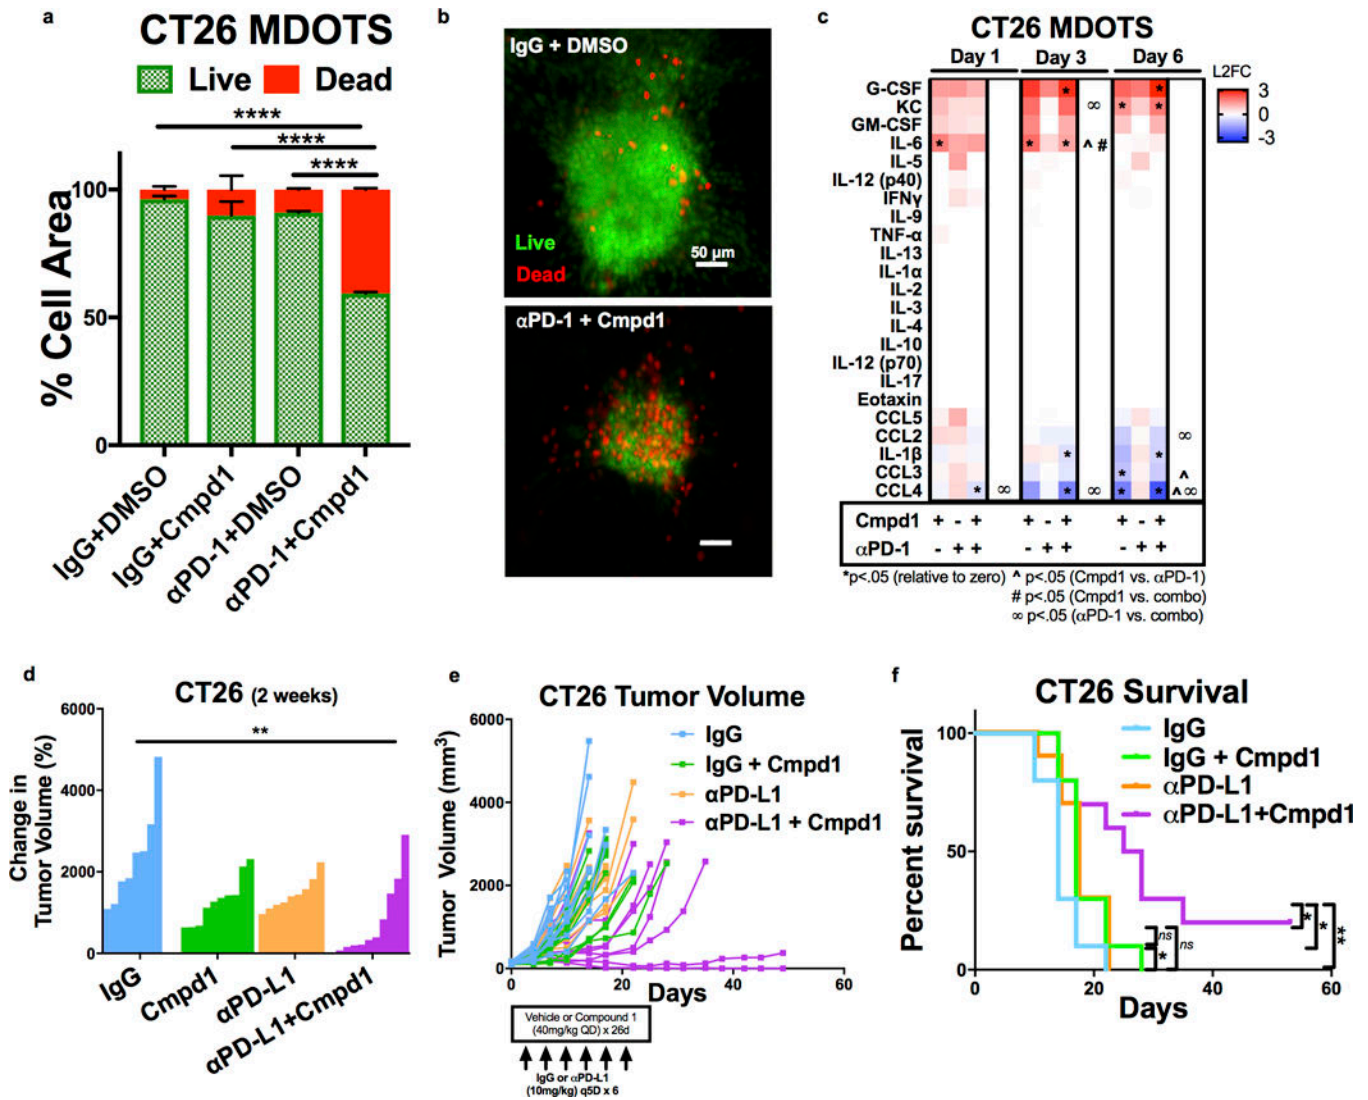 a
CT26 MDOTS
Live Dead
****
****
****
% Cell Area
100
50
0
IgG+DMSO
IgG+Cmpd1
αPD-1+DMSO
αPD-1+Cmpd1
b
IgG + DMSO
Live
Dead
50 µm
αPD-1 + Cmpd1
c
CT26 MDOTS
Day 1 Day 3 Day 6
L2FC
3
0
-3
G-CSF * *
KC ∞ * *
GM-CSF
IL-6 * * * ^ #
IL-5
IL-12 (p40)
IFNγ
IL-9
TNF-α
IL-13
IL-1α
IL-2
IL-3
IL-4
IL-10
IL-12 (p70)
IL-17
Eotaxin
CCL5
CCL2 ∞
IL-1β * *
CCL3 * ^
CCL4 * ∞ * ∞ * * ^∞
Cmpd1 + - + + - + + - +
αPD-1 - + + - + + - + +
*p<.05 (relative to zero) ^ p<.05 (Cmpd1 vs. αPD-1)
# p<.05 (Cmpd1 vs. combo)
∞ p<.05 (αPD-1 vs. combo)
d
CT26 (2 weeks)
**
Change in
Tumor Volume (%)
6000
4000
2000
0
IgG
Cmpd1
αPD-L1
αPD-L1+Cmpd1
e
CT26 Tumor Volume
Tumor Volume (mm³)
6000
4000
2000
0
IgG
IgG + Cmpd1
αPD-L1
αPD-L1 + Cmpd1
0 20 40 60
Days
Vehicle or Compound 1
(40mg/kg QD) x 26d
IgG or αPD-L1
(10mg/kg) q5D x 6
f
CT26 Survival
IgG
IgG + Cmpd1
αPD-L1
αPD-L1+Cmpd1
Percent survival
100
50
0
ns
*
ns
*
*
**
0 20 40 60
Days